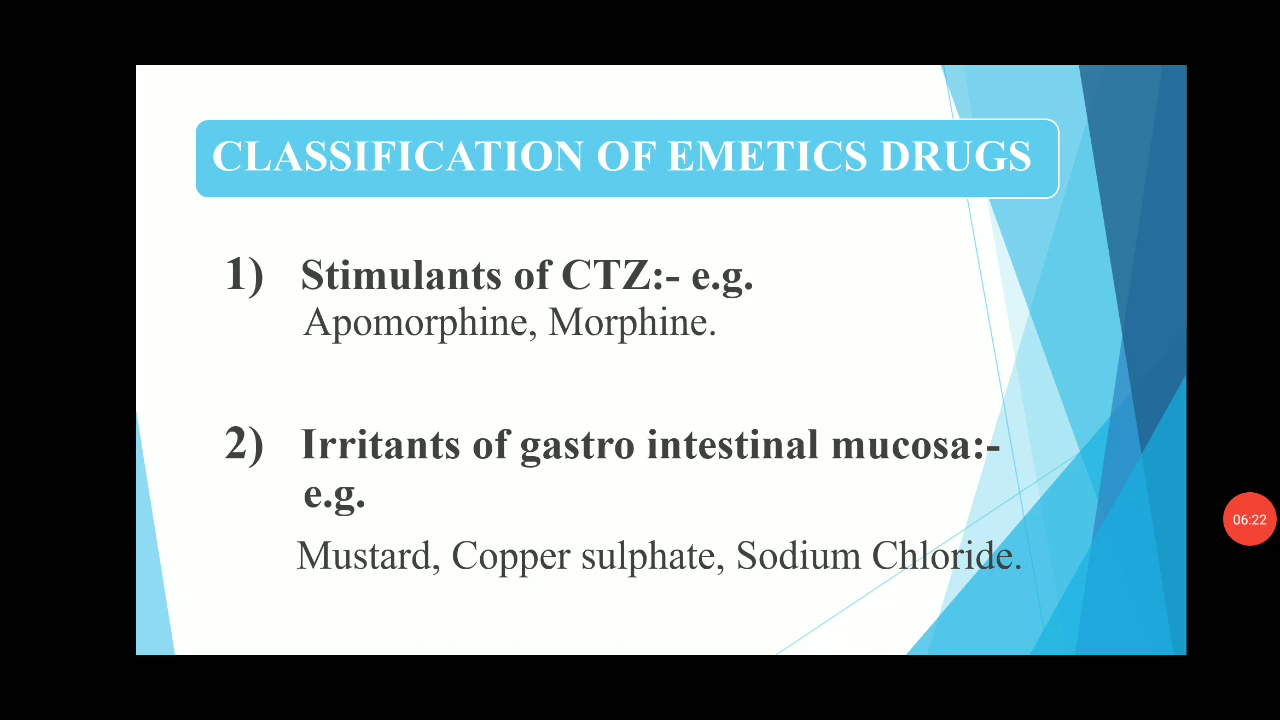 CLASSIFICATION OF EMETICS DRUGS
1) Stimulants of CTZ:- e.g.
Apomorphine, Morphine.
2) Irritants of gastro intestinal mucosa:-
e.g.
Mustard, Copper sulphate, Sodium Chloride.
06:22